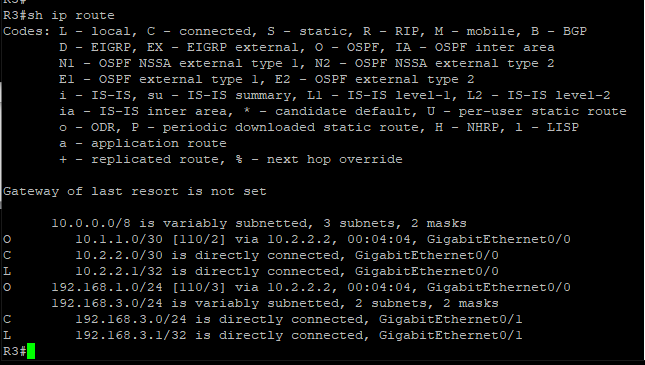 R3#
R3#sh ip route
Codes: L - local, C - connected, S - static, R - RIP, M - mobile, B - BGP
       D - EIGRP, EX - EIGRP external, O - OSPF, IA - OSPF inter area
       N1 - OSPF NSSA external type 1, N2 - OSPF NSSA external type 2
       E1 - OSPF external type 1, E2 - OSPF external type 2
       i - IS-IS, su - IS-IS summary, L1 - IS-IS level-1, L2 - IS-IS level-2
       ia - IS-IS inter area, * - candidate default, U - per-user static route
       o - ODR, P - periodic downloaded static route, H - NHRP, l - LISP
       a - application route
       + - replicated route, % - next hop override
Gateway of last resort is not set
      10.0.0.0/8 is variably subnetted, 3 subnets, 2 masks
O        10.1.1.0/30 [110/2] via 10.2.2.2, 00:04:04, GigabitEthernet0/0
C        10.2.2.0/30 is directly connected, GigabitEthernet0/0
L        10.2.2.1/32 is directly connected, GigabitEthernet0/0
O     192.168.1.0/24 [110/3] via 10.2.2.2, 00:04:04, GigabitEthernet0/0
      192.168.3.0/24 is variably subnetted, 2 subnets, 2 masks
C        192.168.3.0/24 is directly connected, GigabitEthernet0/1
L        192.168.3.1/32 is directly connected, GigabitEthernet0/1
R3#